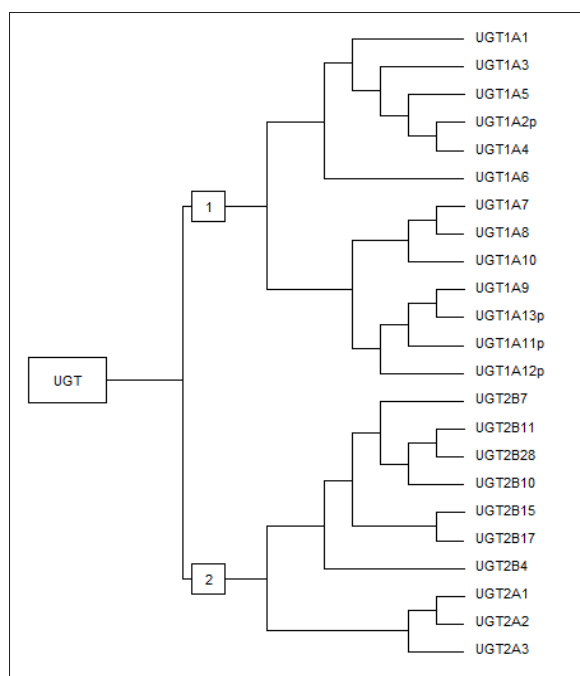 UGT1A1
UGT1A3
UGT1A5
UGT1A2p
UGT1A4
UGT1A6
1
UGT1A7
UGT1A8
UGT1A10
UGT1A9
UGT1A13p
UGT1A11p
UGT1A12p
UGT
UGT2B7
UGT2B11
UGT2B28
UGT2B10
UGT2B15
UGT2B17
2
UGT2B4
UGT2A1
UGT2A2
UGT2A3